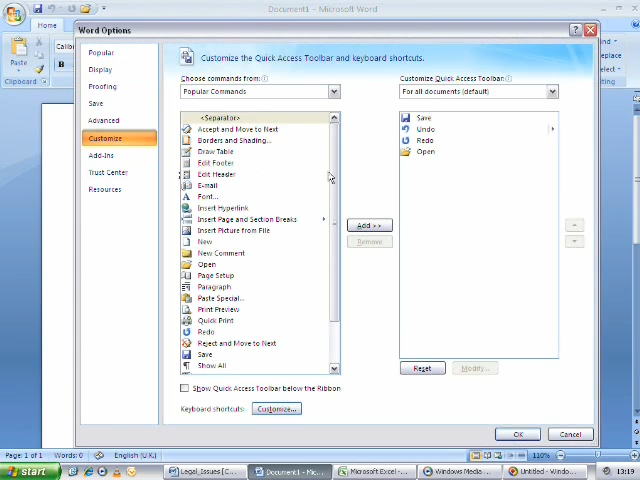 Document1 - Microsoft Word
Home
Paste
Clipboard
Calib
B
Word Options
Popular
Display
Proofing
Save
Advanced
Customize
Add-Ins
Trust Center
Resources
Customize the Quick Access Toolbar and keyboard shortcuts.
Choose commands from:
Popular Commands
<Separator>
Accept and Move to Next
Borders and Shading...
Draw Table
Edit Footer
Edit Header
E-mail
Font...
Insert Hyperlink
Insert Page and Section Breaks
Insert Picture from File
New
New Comment
Open
Page Setup
Paragraph
Paste Special...
Print Preview
Quick Print
Redo
Reject and Move to Next
Save
Show All
Add >>
Remove
Customize Quick Access Toolbar:
For all documents (default)
Save
Undo
Redo
Open
Reset
Modify...
Show Quick Access Toolbar below the Ribbon
Keyboard shortcuts: Customize...
OK
Cancel
Page: 1 of 1
Words: 0
English (U.K.)
110%
start
Legal_Issues [C...
Document1 - Mic...
Microsoft Excel -...
Windows Media ...
Untitled - Window...
13:19